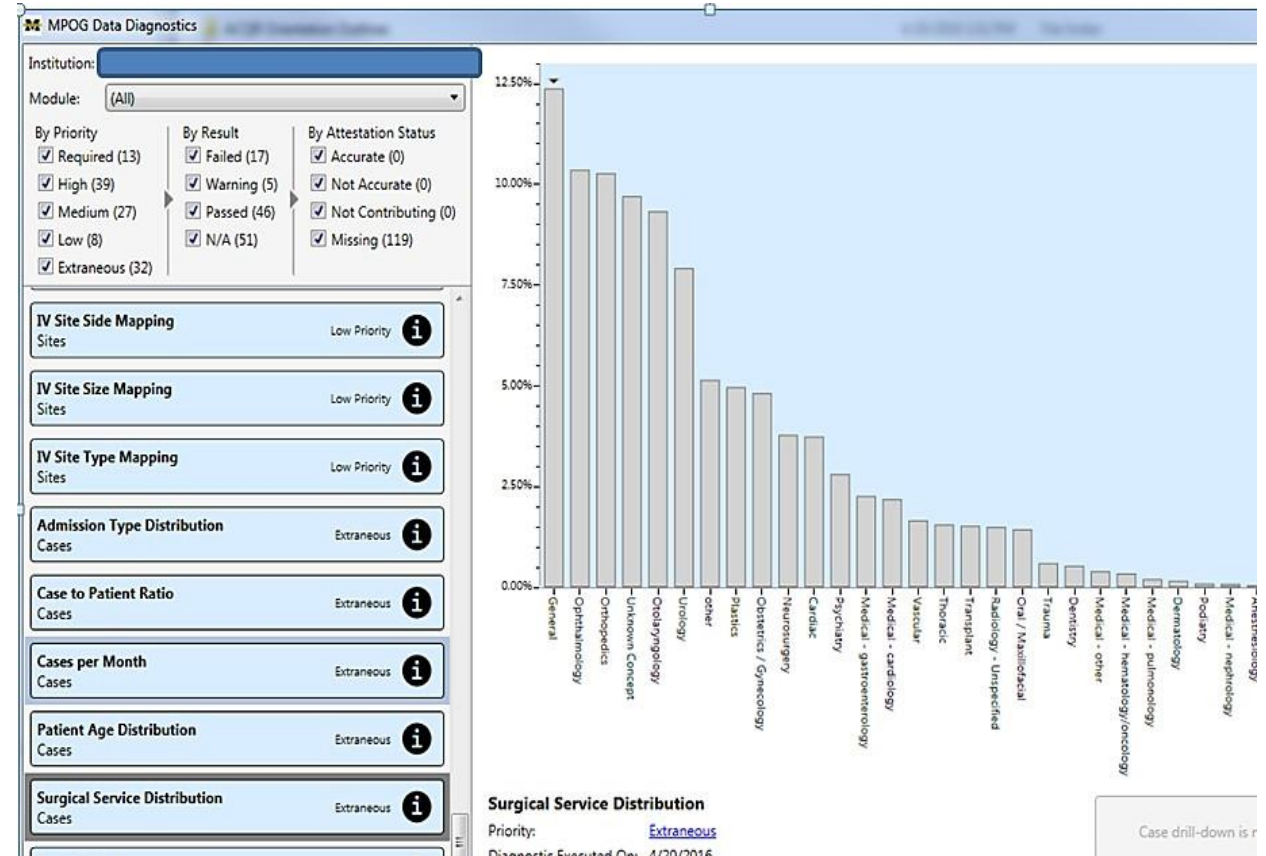 MPOG Data Diagnostics
Institution:
Module: (All)
By Priority
Required (13)
High (39)
Medium (27)
Low (8)
Extraneous (32)
By Result
Failed (17)
Warning (5)
Passed (46)
N/A (51)
By Attestation Status
Accurate (0)
Not Accurate (0)
Not Contributing (0)
Missing (119)
IV Site Side Mapping
Sites
Low Priority
IV Site Size Mapping
Sites
Low Priority
IV Site Type Mapping
Sites
Low Priority
Admission Type Distribution
Cases
Extraneous
Case to Patient Ratio
Cases
Extraneous
Cases per Month
Cases
Extraneous
Patient Age Distribution
Cases
Extraneous
Surgical Service Distribution
Cases
Extraneous
12.50%
10.00%
7.50%
5.00%
2.50%
0.00%
General
Ophthalmology
Orthopedics
Unknown Concept
Otolaryngology
Urology
other
Plastics
Obstetrics / Gynecology
Neurosurgery
Cardiac
Psychiatry
Medical - gastroenterology
Medical - cardiology
Vascular
Thoracic
Transplant
Radiology - Unspecified
Oral / Maxillofacial
Trauma
Dentistry
Medical - other
Medical - hematology/oncology
Medical - pulmonology
Dermatology
Podiatry
Medical - nephrology
Anesthesiology
Surgical Service Distribution
Priority: Extraneous
Diagnostic Executed On: 4/20/2016
Case drill-down is